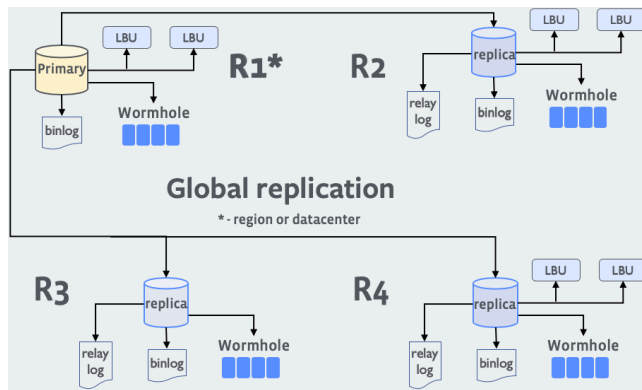 LBU
LBU
Primary
R1*
binlog
Wormhole
LBU
LBU
R2
replica
relay
log
binlog
Wormhole
Global replication
*- region or datacenter
R3
replica
relay
log
binlog
Wormhole
LBU
LBU
R4
replica
relay
log
binlog
Wormhole